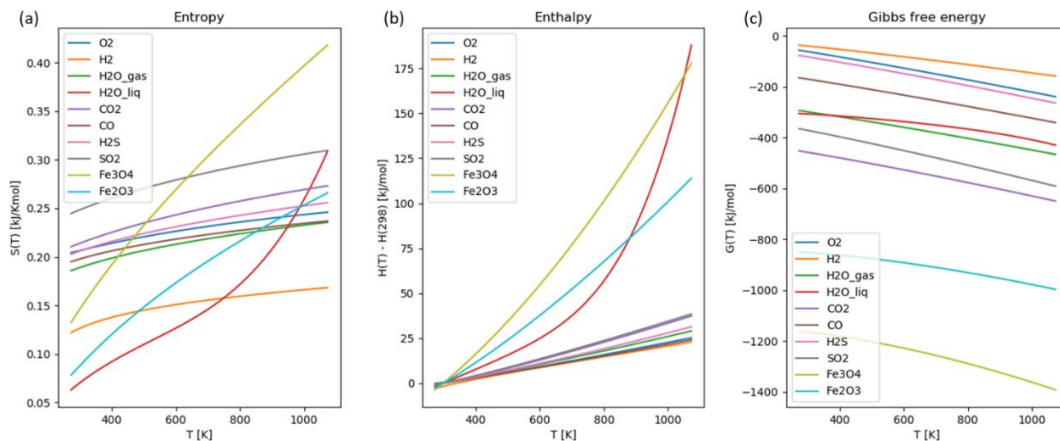 (a)
Entropy
S(T) [kJ/Kmol]
0.40
0.35
0.30
0.25
0.20
0.15
0.10
0.05
O2
H2
H2O_gas
H2O_liq
CO2
CO
H2S
SO2
Fe3O4
Fe2O3
400
600
800
1000
T [K]
(b)
Enthalpy
H(T) - H(298) [kJ/mol]
175
150
125
100
75
50
25
0
O2
H2
H2O_gas
H2O_liq
CO2
CO
H2S
SO2
Fe3O4
Fe2O3
400
600
800
1000
T [K]
(c)
Gibbs free energy
G(T) [kJ/mol]
0
−200
−400
−600
−800
−1000
−1200
−1400
O2
H2
H2O_gas
H2O_liq
CO2
CO
H2S
SO2
Fe3O4
Fe2O3
400
600
800
1000
T [K]